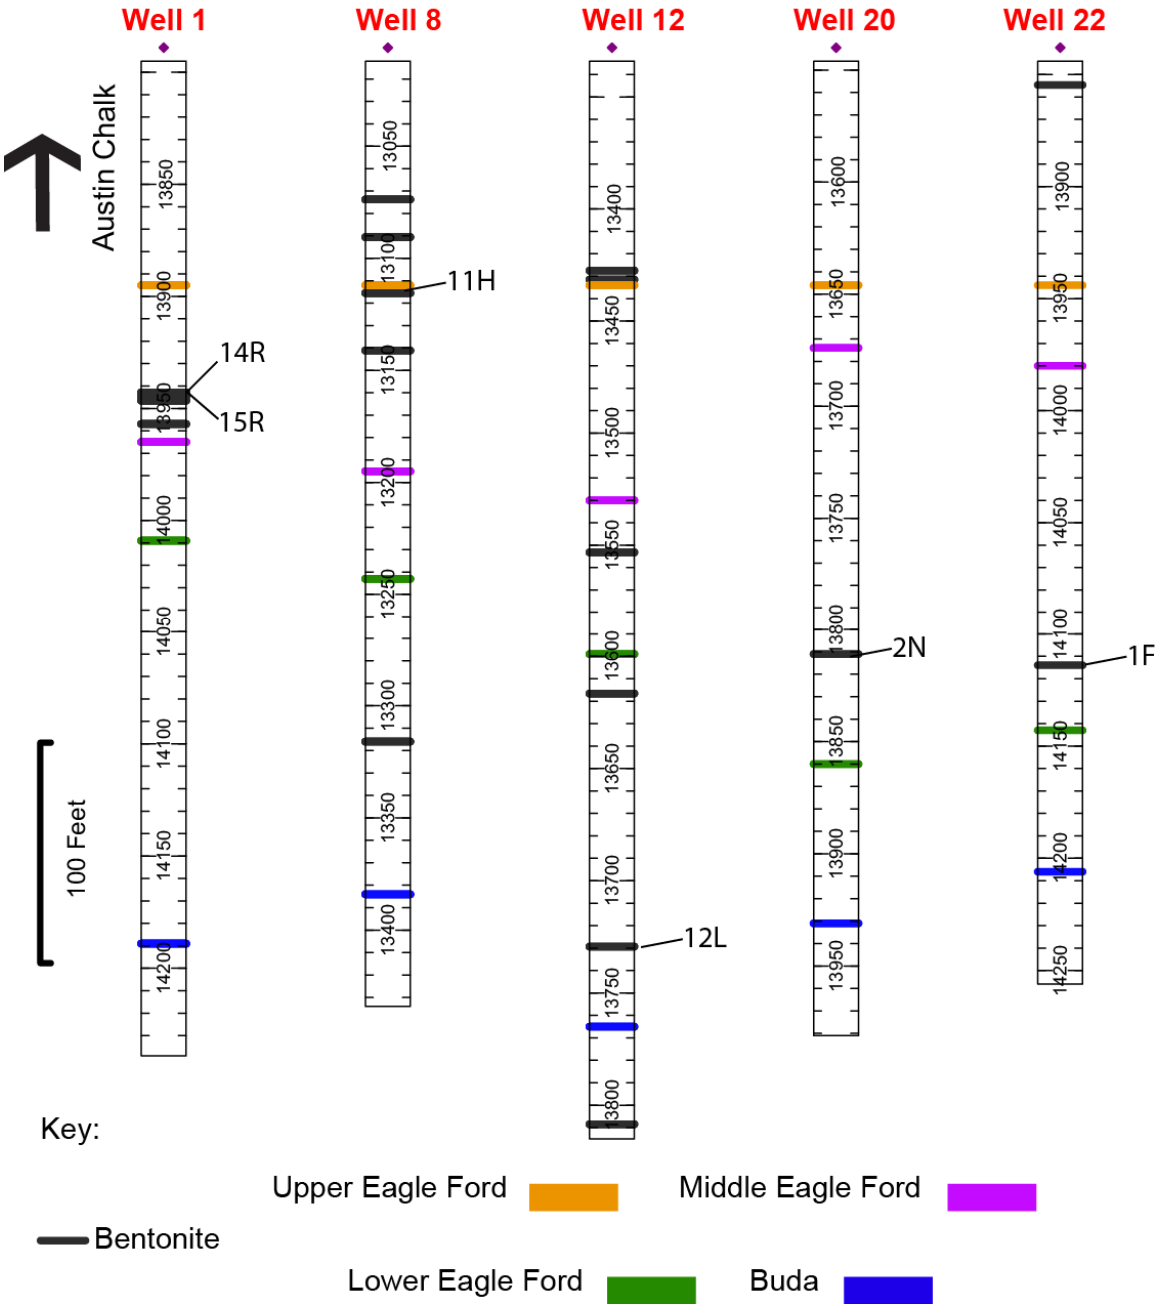 Well 1
Well 8
Well 12
Well 20
Well 22
Austin Chalk
13850
13900
13950
14000
14050
14100
14150
14200
14R
15R
13050
13100
13150
13200
13250
13300
13350
13400
11H
13400
13450
13500
13550
13600
13650
13700
13750
13800
12L
13600
13650
13700
13750
13800
13850
13900
13950
2N
13900
13950
14000
14050
14100
14150
14200
14250
1F
100 Feet
Key:
Upper Eagle Ford
Middle Eagle Ford
Bentonite
Lower Eagle Ford
Buda